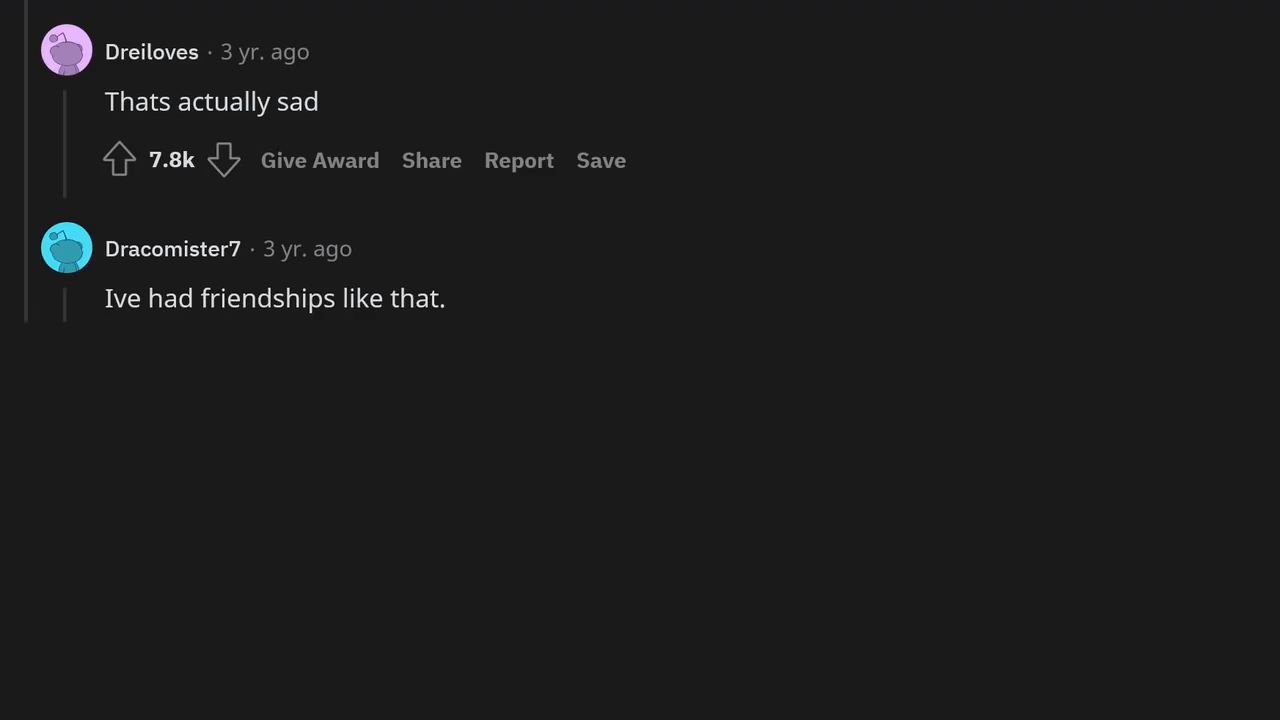 Dreiloves · 3 yr. ago
Thats actually sad
7.8k Give Award Share Report Save
Dracomister7 · 3 yr. ago
Ive had friendships like that.